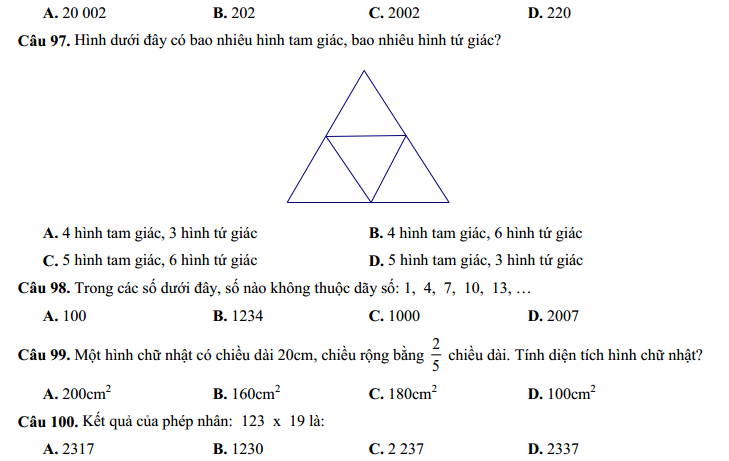 A. 20 002 B. 202 C. 2002 D. 220
Câu 97. Hình dưới đây có bao nhiêu hình tam giác, bao nhiêu hình tứ giác?
A. 4 hình tam giác, 3 hình tứ giác B. 4 hình tam giác, 6 hình tứ giác
C. 5 hình tam giác, 6 hình tứ giác D. 5 hình tam giác, 3 hình tứ giác
Câu 98. Trong các số dưới đây, số nào không thuộc dãy số: 1, 4, 7, 10, 13, …
A. 100 B. 1234 C. 1000 D. 2007
Câu 99. Một hình chữ nhật có chiều dài 20cm, chiều rộng bằng 2/5 chiều dài. Tính diện tích hình chữ nhật?
A. 200cm² B. 160cm² C. 180cm² D. 100cm²
Câu 100. Kết quả của phép nhân: 123 x 19 là:
A. 2317 B. 1230 C. 2 237 D. 2337